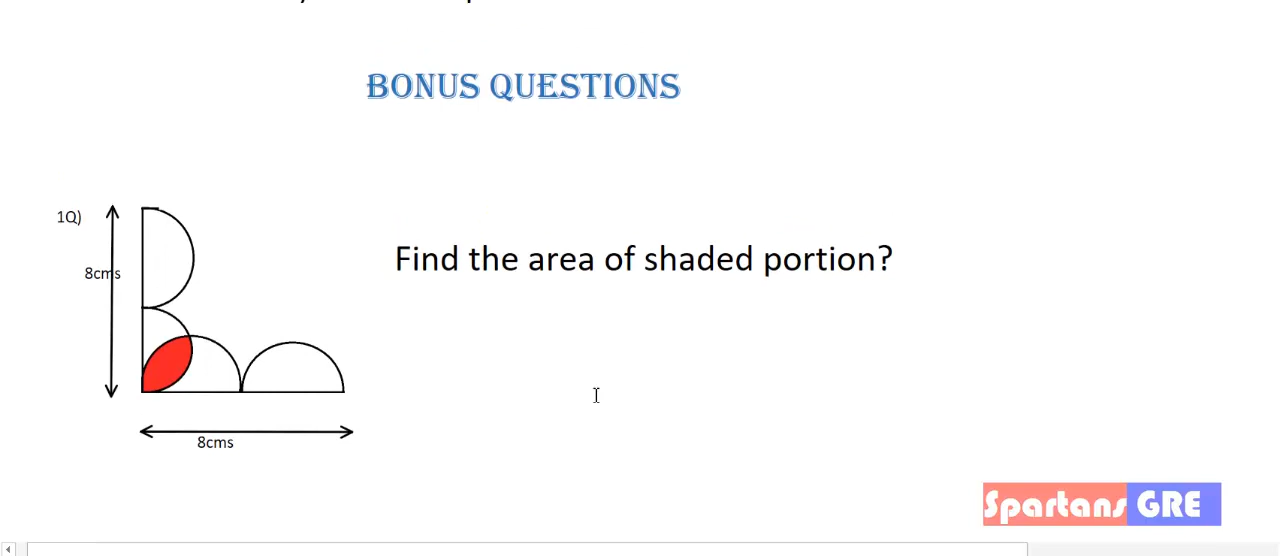 BONUS QUESTIONS
1Q)
8cms
Find the area of shaded portion?
8cms
Spartans GRE